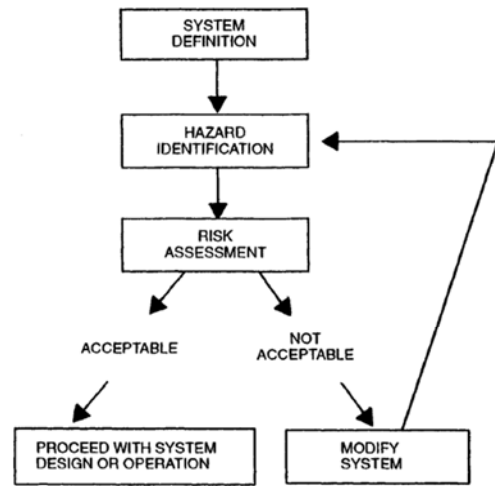 SYSTEM
DEFINITION
HAZARD
IDENTIFICATION
RISK
ASSESSMENT
ACCEPTABLE
NOT
ACCEPTABLE
PROCEED WITH SYSTEM
DESIGN OR OPERATION
MODIFY
SYSTEM